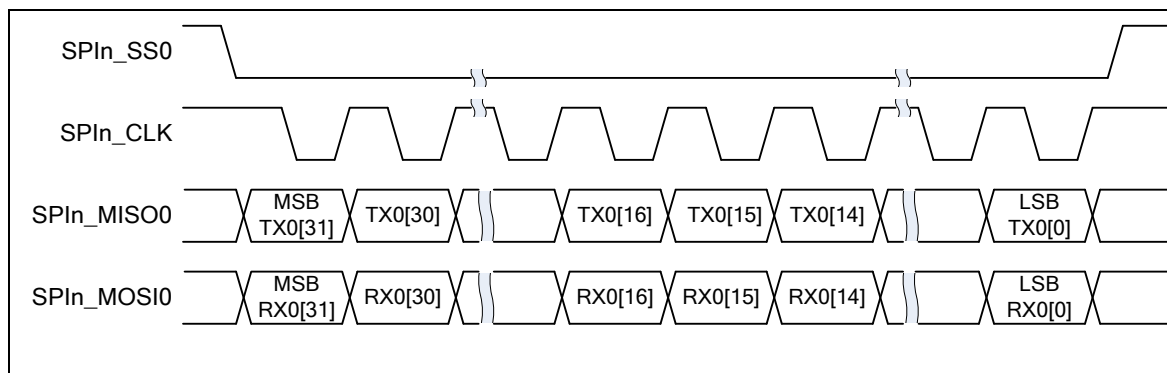 SPIn_SS0
SPIn_CLK
SPIn_MISO0
MSB
TX0[31]
TX0[30]
TX0[16]
TX0[15]
TX0[14]
LSB
TX0[0]
SPIn_MOSI0
MSB
RX0[31]
RX0[30]
RX0[16]
RX0[15]
RX0[14]
LSB
RX0[0]